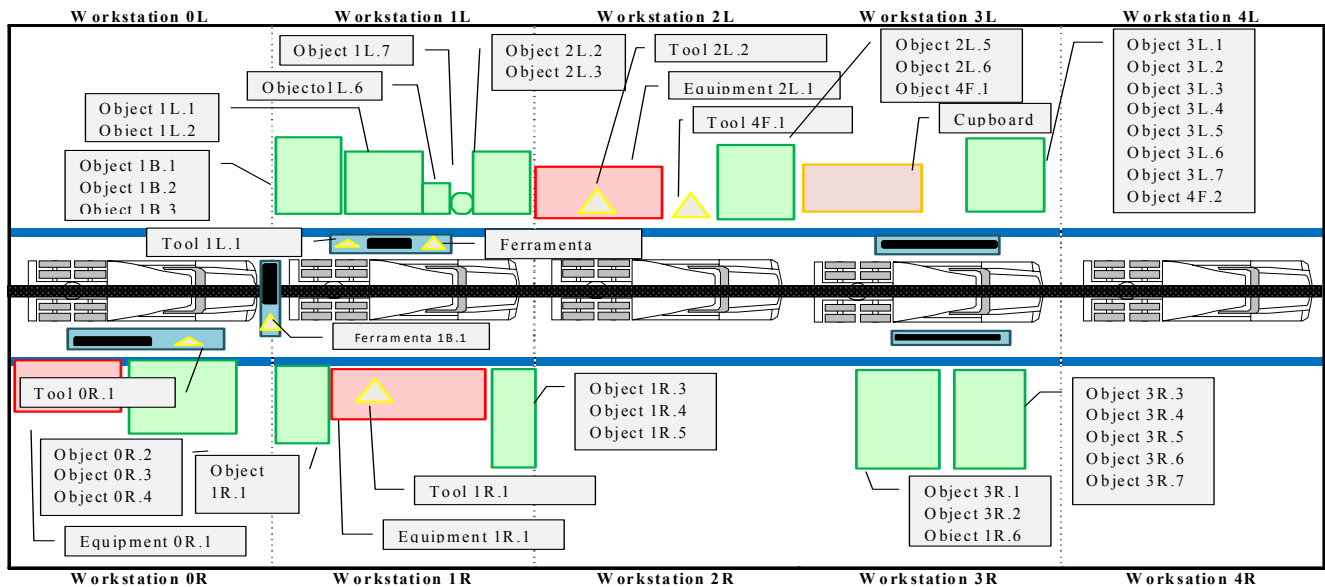 Workstation 0L
Workstation 1L
Workstation 2L
Workstation 3L
Workstation 4L
Object 1L.7
Object 2L.2
Object 2L.3
Tool 2L.2
Object 2L.5
Object 2L.6
Object 4F.1
Object 3L.1
Object 3L.2
Object 3L.3
Object 3L.4
Object 3L.5
Object 3L.6
Object 3L.7
Object 4F.2
Objecto1L.6
Equipment 2L.1
Object 1L.1
Object 1L.2
Tool 4F.1
Cupboard
Object 1B.1
Object 1B.2
Object 1B.3
Tool 1L.1
Ferramenta
Ferramenta 1B.1
Tool 0R.1
Object 1R.3
Object 1R.4
Object 1R.5
Object 3R.3
Object 3R.4
Object 3R.5
Object 3R.6
Object 3R.7
Object 0R.2
Object 0R.3
Object 0R.4
Object
1R.1
Tool 1R.1
Object 3R.1
Object 3R.2
Object 1R.6
Equipment 0R.1
Equipment 1R.1
Workstation 0R
Workstation 1R
Workstation 2R
Workstation 3R
Workstation 4R